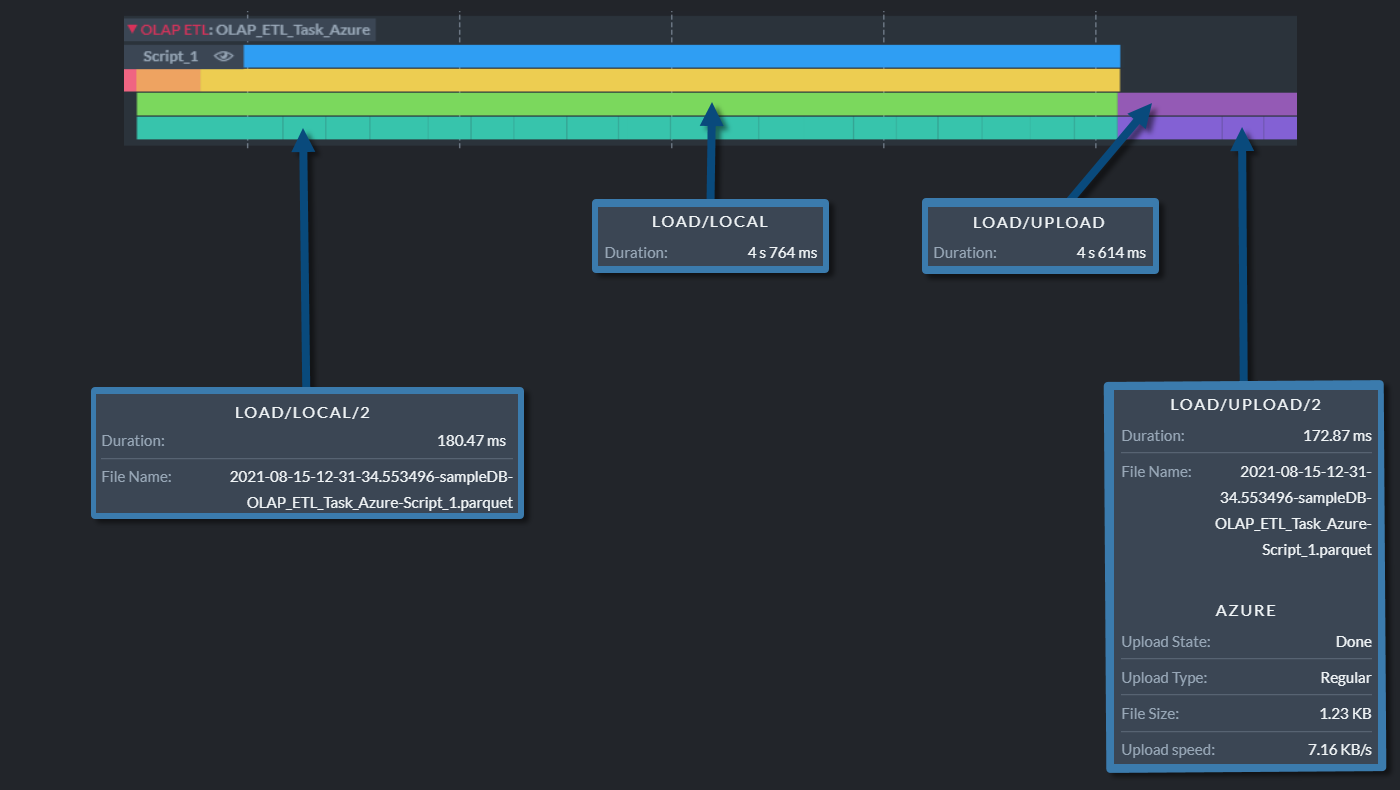 OLAP ETL: OLAP_ETL_Task_Azure
Script_1
LOAD/LOCAL
Duration: 4 s 764 ms
LOAD/UPLOAD
Duration: 4 s 614 ms
LOAD/LOCAL/2
Duration: 180.47 ms
File Name: 2021-08-15-12-31-34.553496-sampleDB-
OLAP_ETL_Task_Azure-Script_1.parquet
LOAD/UPLOAD/2
Duration: 172.87 ms
File Name: 2021-08-15-12-31-
34.553496-sampleDB-
OLAP_ETL_Task_Azure-
Script_1.parquet
AZURE
Upload State: Done
Upload Type: Regular
File Size: 1.23 KB
Upload speed: 7.16 KB/s